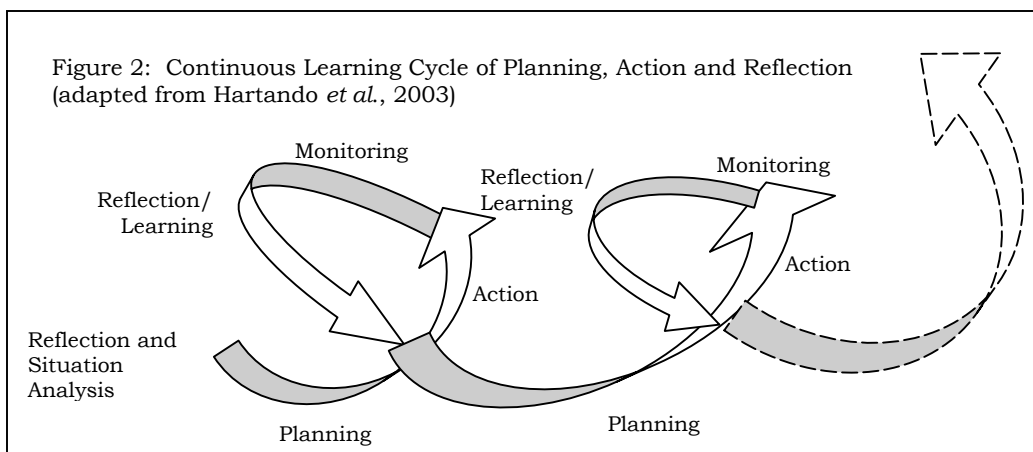 Figure 2: Continuous Learning Cycle of Planning, Action and Reflection
(adapted from Hartando et al., 2003)
Monitoring
Reflection/
Learning
Action
Reflection and
Situation
Analysis
Planning
Monitoring
Reflection/
Learning
Action
Planning